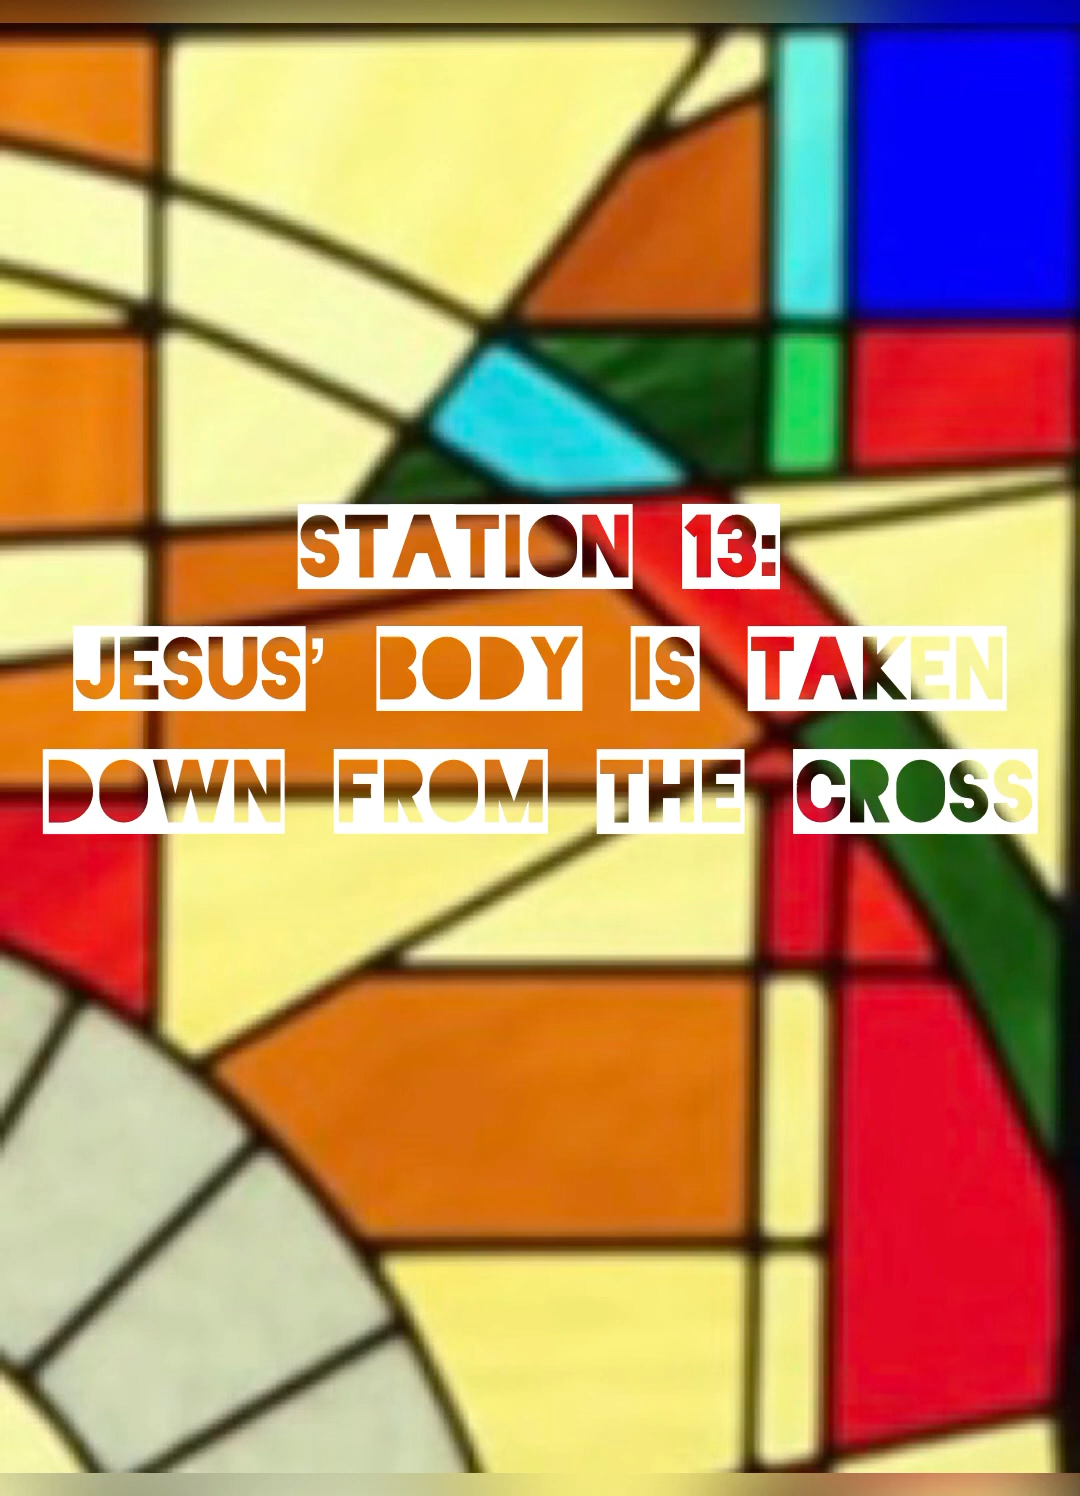 STATION 13:
JESUS’ BODY IS TAKEN
DOWN FROM THE CROSS